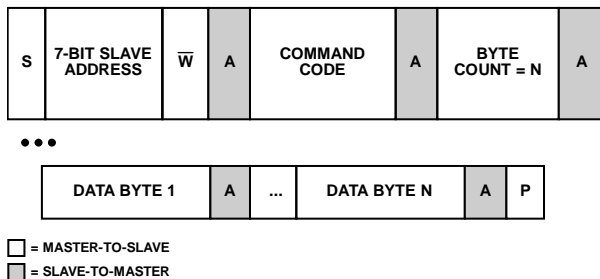 S 7-BIT SLAVE ADDRESS W̅ A COMMAND CODE A BYTE COUNT = N A
•••
DATA BYTE 1 A ... DATA BYTE N A P
= MASTER-TO-SLAVE
= SLAVE-TO-MASTER